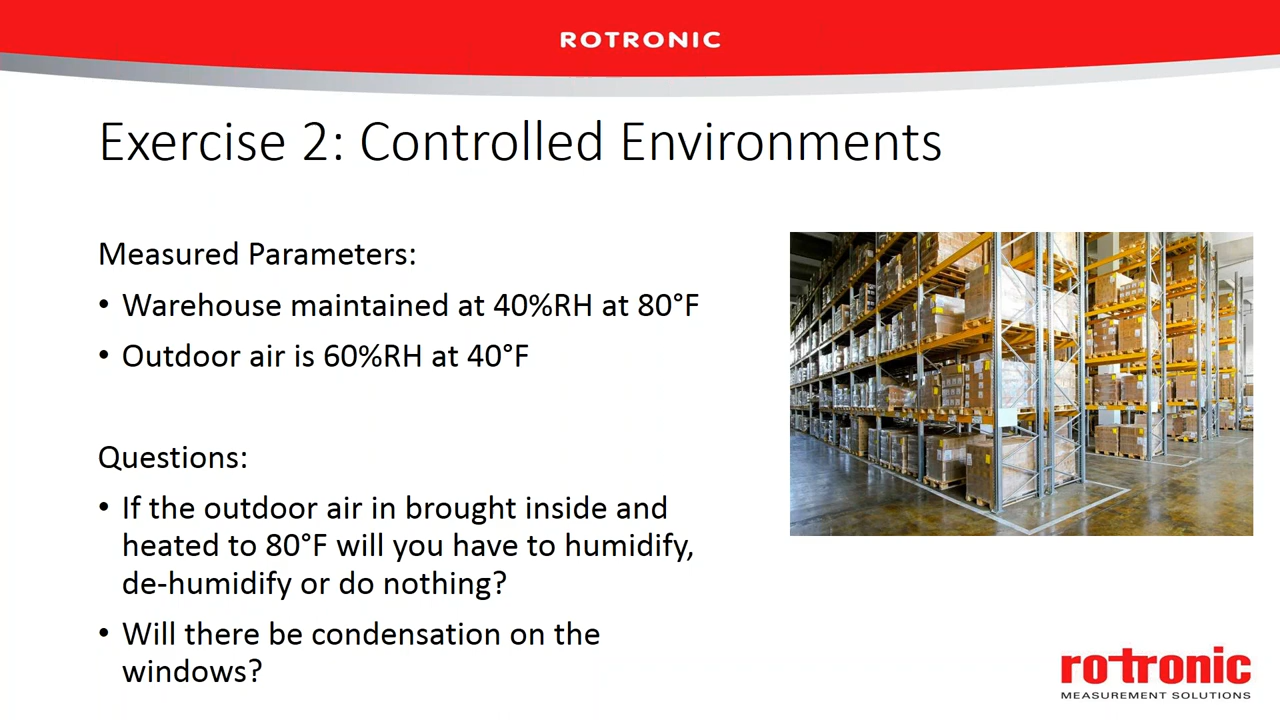 ROTRONIC
Exercise 2: Controlled Environments
Measured Parameters:
• Warehouse maintained at 40%RH at 80°F
• Outdoor air is 60%RH at 40°F
Questions:
• If the outdoor air in brought inside and
heated to 80°F will you have to humidify,
de-humidify or do nothing?
• Will there be condensation on the
windows?
rotronic
MEASUREMENT SOLUTIONS